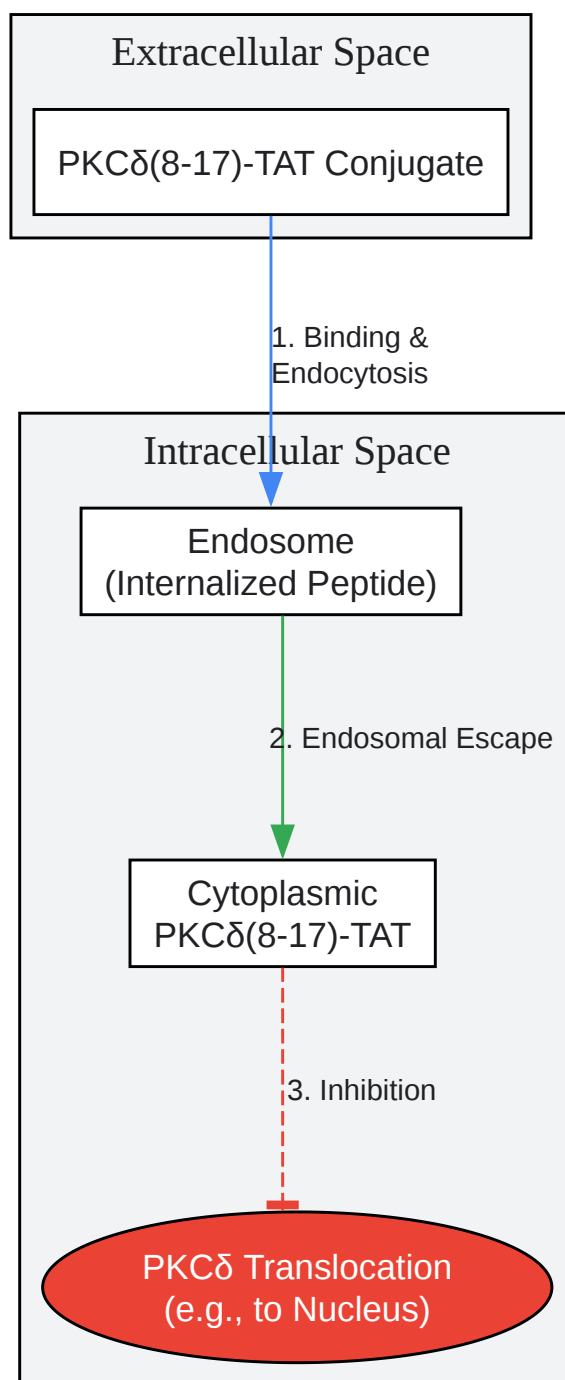 Extracellular Space
PKCδ(8-17)-TAT Conjugate
1. Binding &
Endocytosis
Intracellular Space
Endosome
(Internalized Peptide)
2. Endosomal Escape
Cytoplasmic
PKCδ(8-17)-TAT
3. Inhibition
PKCδ Translocation
(e.g., to Nucleus)